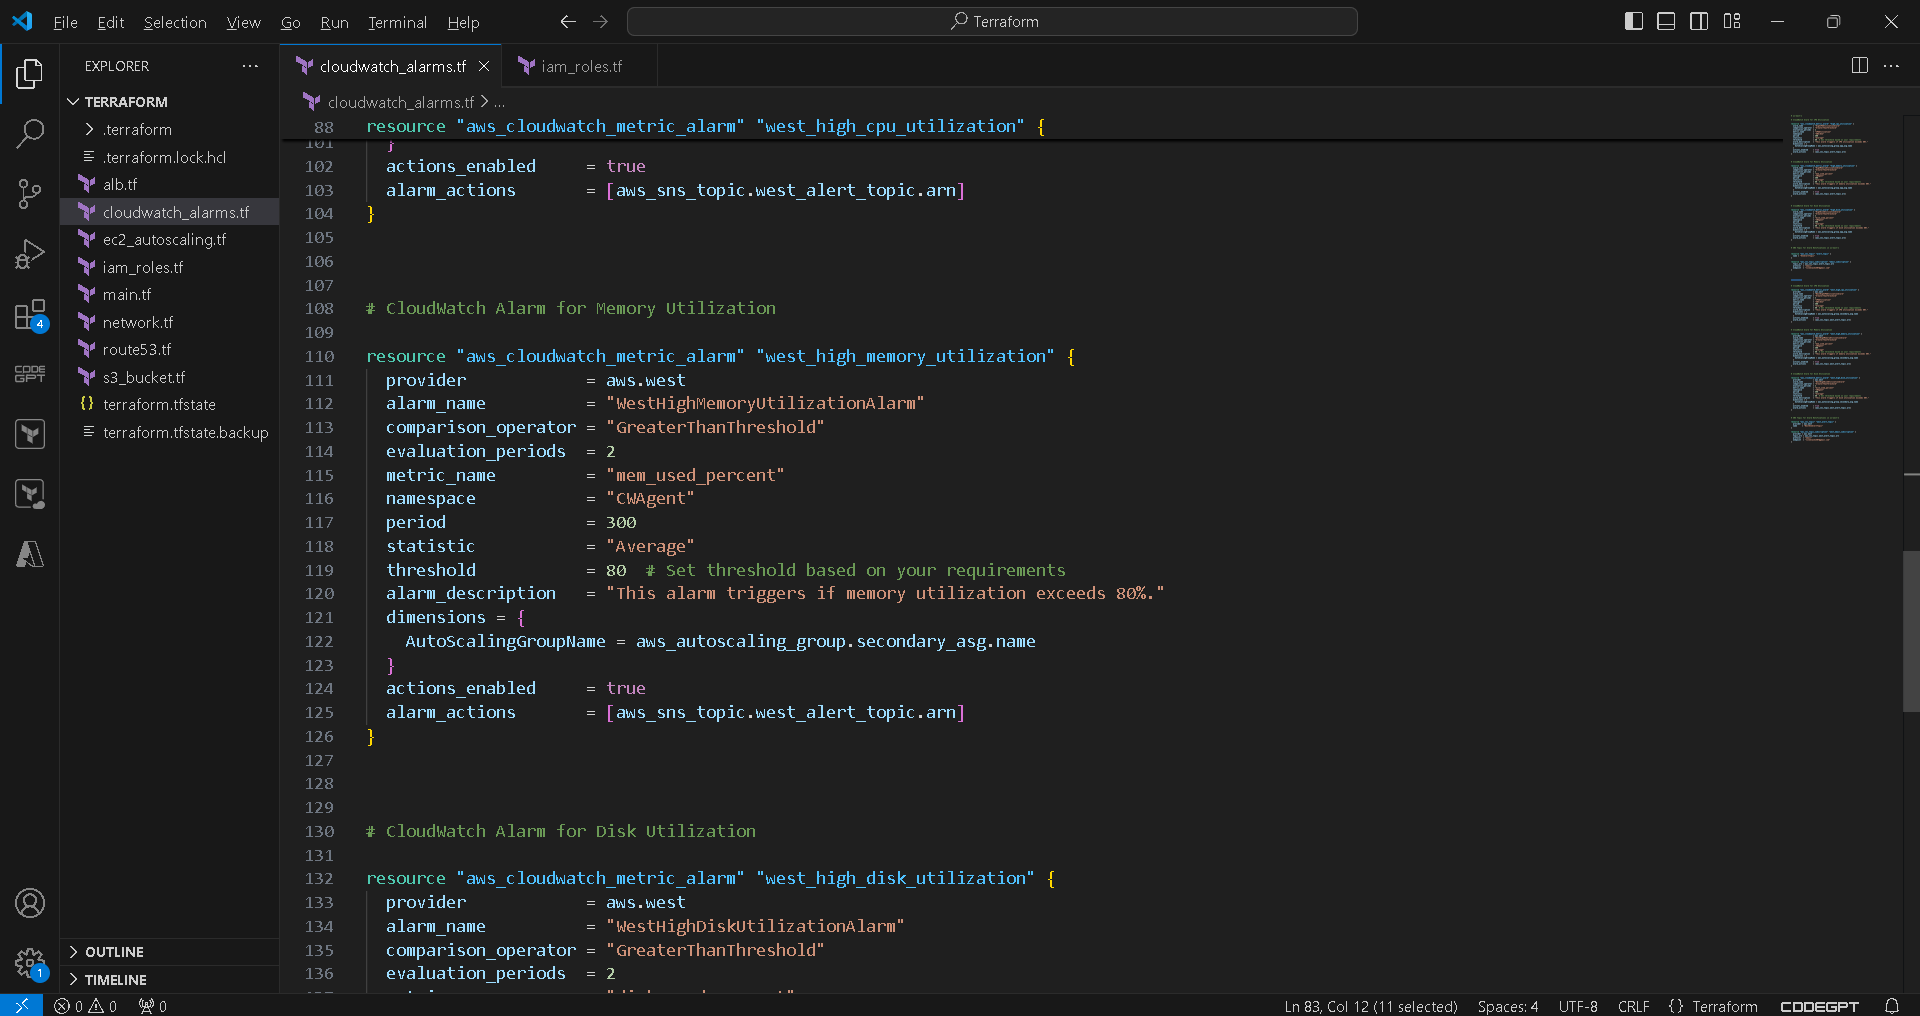 File Edit Selection View Go Run Terminal Help
Terraform
EXPLORER
TERRAFORM
.terraform
.terraform.lock.hcl
alb.tf
cloudwatch_alarms.tf
ec2_autoscaling.tf
iam_roles.tf
main.tf
network.tf
route53.tf
s3_bucket.tf
terraform.tfstate
terraform.tfstate.backup
OUTLINE
TIMELINE
4
CODE GPT
1
cloudwatch_alarms.tf
iam_roles.tf
cloudwatch_alarms.tf > ...
88 resource "aws_cloudwatch_metric_alarm" "west_high_cpu_utilization" {
101 }
102 actions_enabled = true
103 alarm_actions = [aws_sns_topic.west_alert_topic.arn]
104 }
105
106
107
108 # CloudWatch Alarm for Memory Utilization
109
110 resource "aws_cloudwatch_metric_alarm" "west_high_memory_utilization" {
111 provider = aws.west
112 alarm_name = "WestHighMemoryUtilizationAlarm"
113 comparison_operator = "GreaterThanThreshold"
114 evaluation_periods = 2
115 metric_name = "mem_used_percent"
116 namespace = "CWAgent"
117 period = 300
118 statistic = "Average"
119 threshold = 80 # Set threshold based on your requirements
120 alarm_description = "This alarm triggers if memory utilization exceeds 80%."
121 dimensions = {
122 AutoScalingGroupName = aws_autoscaling_group.secondary_asg.name
123 }
124 actions_enabled = true
125 alarm_actions = [aws_sns_topic.west_alert_topic.arn]
126 }
127
128
129
130 # CloudWatch Alarm for Disk Utilization
131
132 resource "aws_cloudwatch_metric_alarm" "west_high_disk_utilization" {
133 provider = aws.west
134 alarm_name = "WestHighDiskUtilizationAlarm"
135 comparison_operator = "GreaterThanThreshold"
136 evaluation_periods = 2
0 0 0
Ln 83, Col 12 (11 selected) Spaces: 4 UTF-8 CRLF {} Terraform CODEGPT